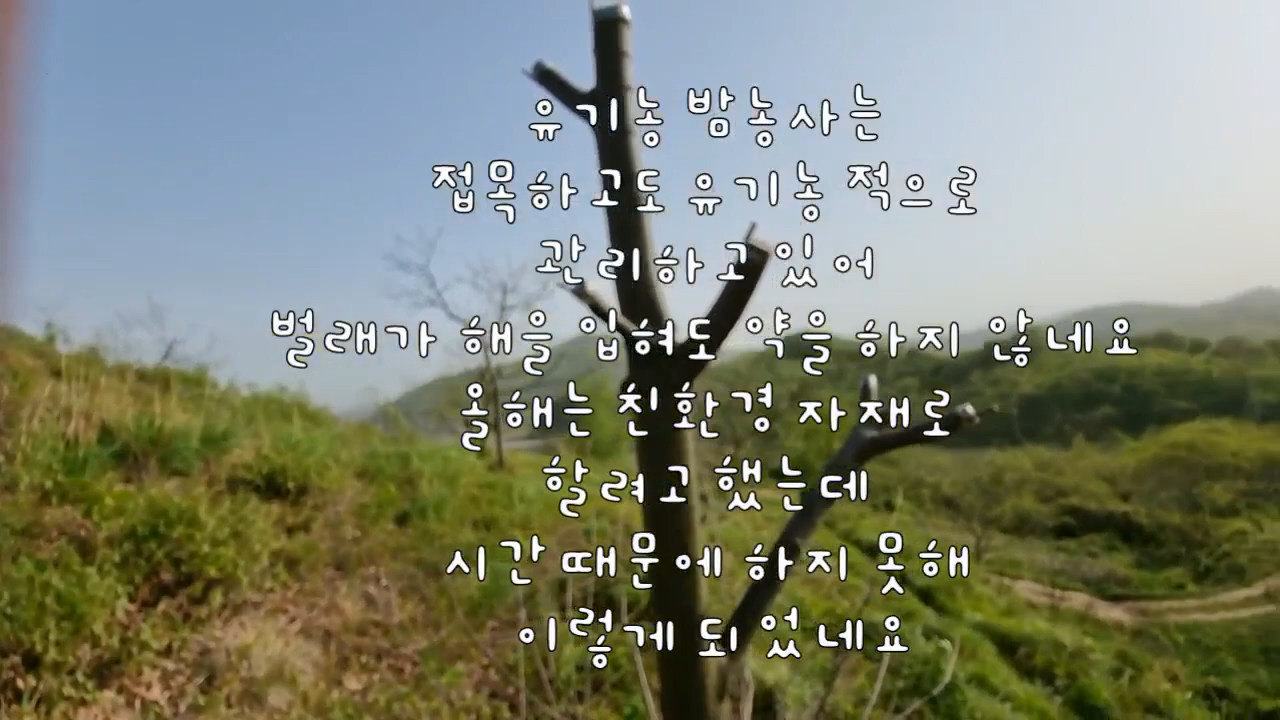 유기농 밤농사는
접목하고도 유기농 적으로
관리하고 있어
벌래가 해을 입혀도 약을 하지 않네요
올해는 친환경 자재로
할려고 했는데
시간 때문에 하지 못해
이렇게 되었네요